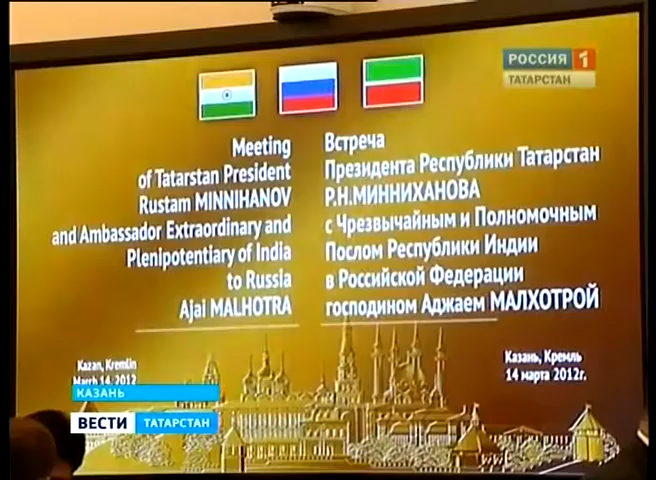 РОССИЯ 1
ТАТАРСТАН
Meeting
of Tatarstan President
Rustam MINNIHANOV
and Ambassador Extraordinary and
Plenipotentiary of India
to Russia
Ajai MALHOTRA
Встреча
Президента Республики Татарстан
Р.Н.МИННИХАНОВА
с Чрезвычайным и Полномочным
Послом Республики Индии
в Российской Федерации
господином Аджаем МАЛХОТРОЙ
Kazan, Kremlin
March 14, 2012
Казань, Кремль
14 марта 2012г.
КАЗАНЬ
ВЕСТИ ТАТАРСТАН